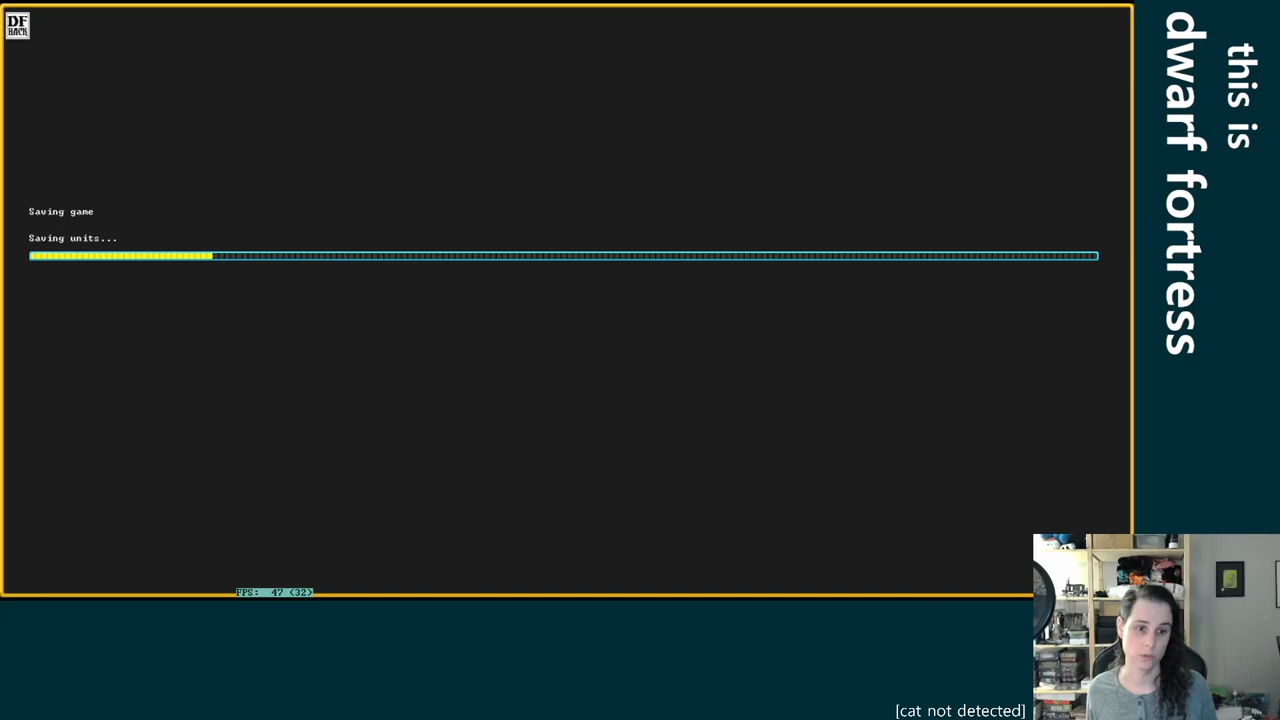 DF
HACK
Saving game
Saving units...
FPS: 47 (32)
this is
dwarf fortress
[cat not detected]